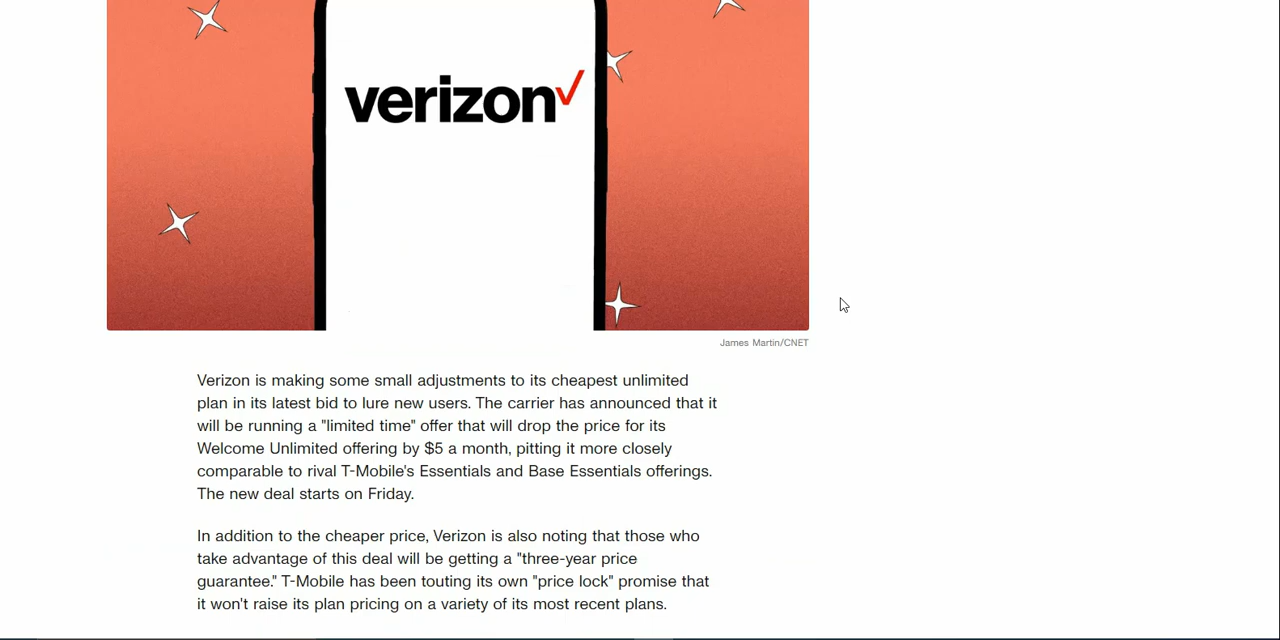 verizon✓
James Martin/CNET
Verizon is making some small adjustments to its cheapest unlimited
plan in its latest bid to lure new users. The carrier has announced that it
will be running a "limited time" offer that will drop the price for its
Welcome Unlimited offering by $5 a month, pitting it more closely
comparable to rival T-Mobile's Essentials and Base Essentials offerings.
The new deal starts on Friday.
In addition to the cheaper price, Verizon is also noting that those who
take advantage of this deal will be getting a "three-year price
guarantee." T-Mobile has been touting its own "price lock" promise that
it won't raise its plan pricing on a variety of its most recent plans.